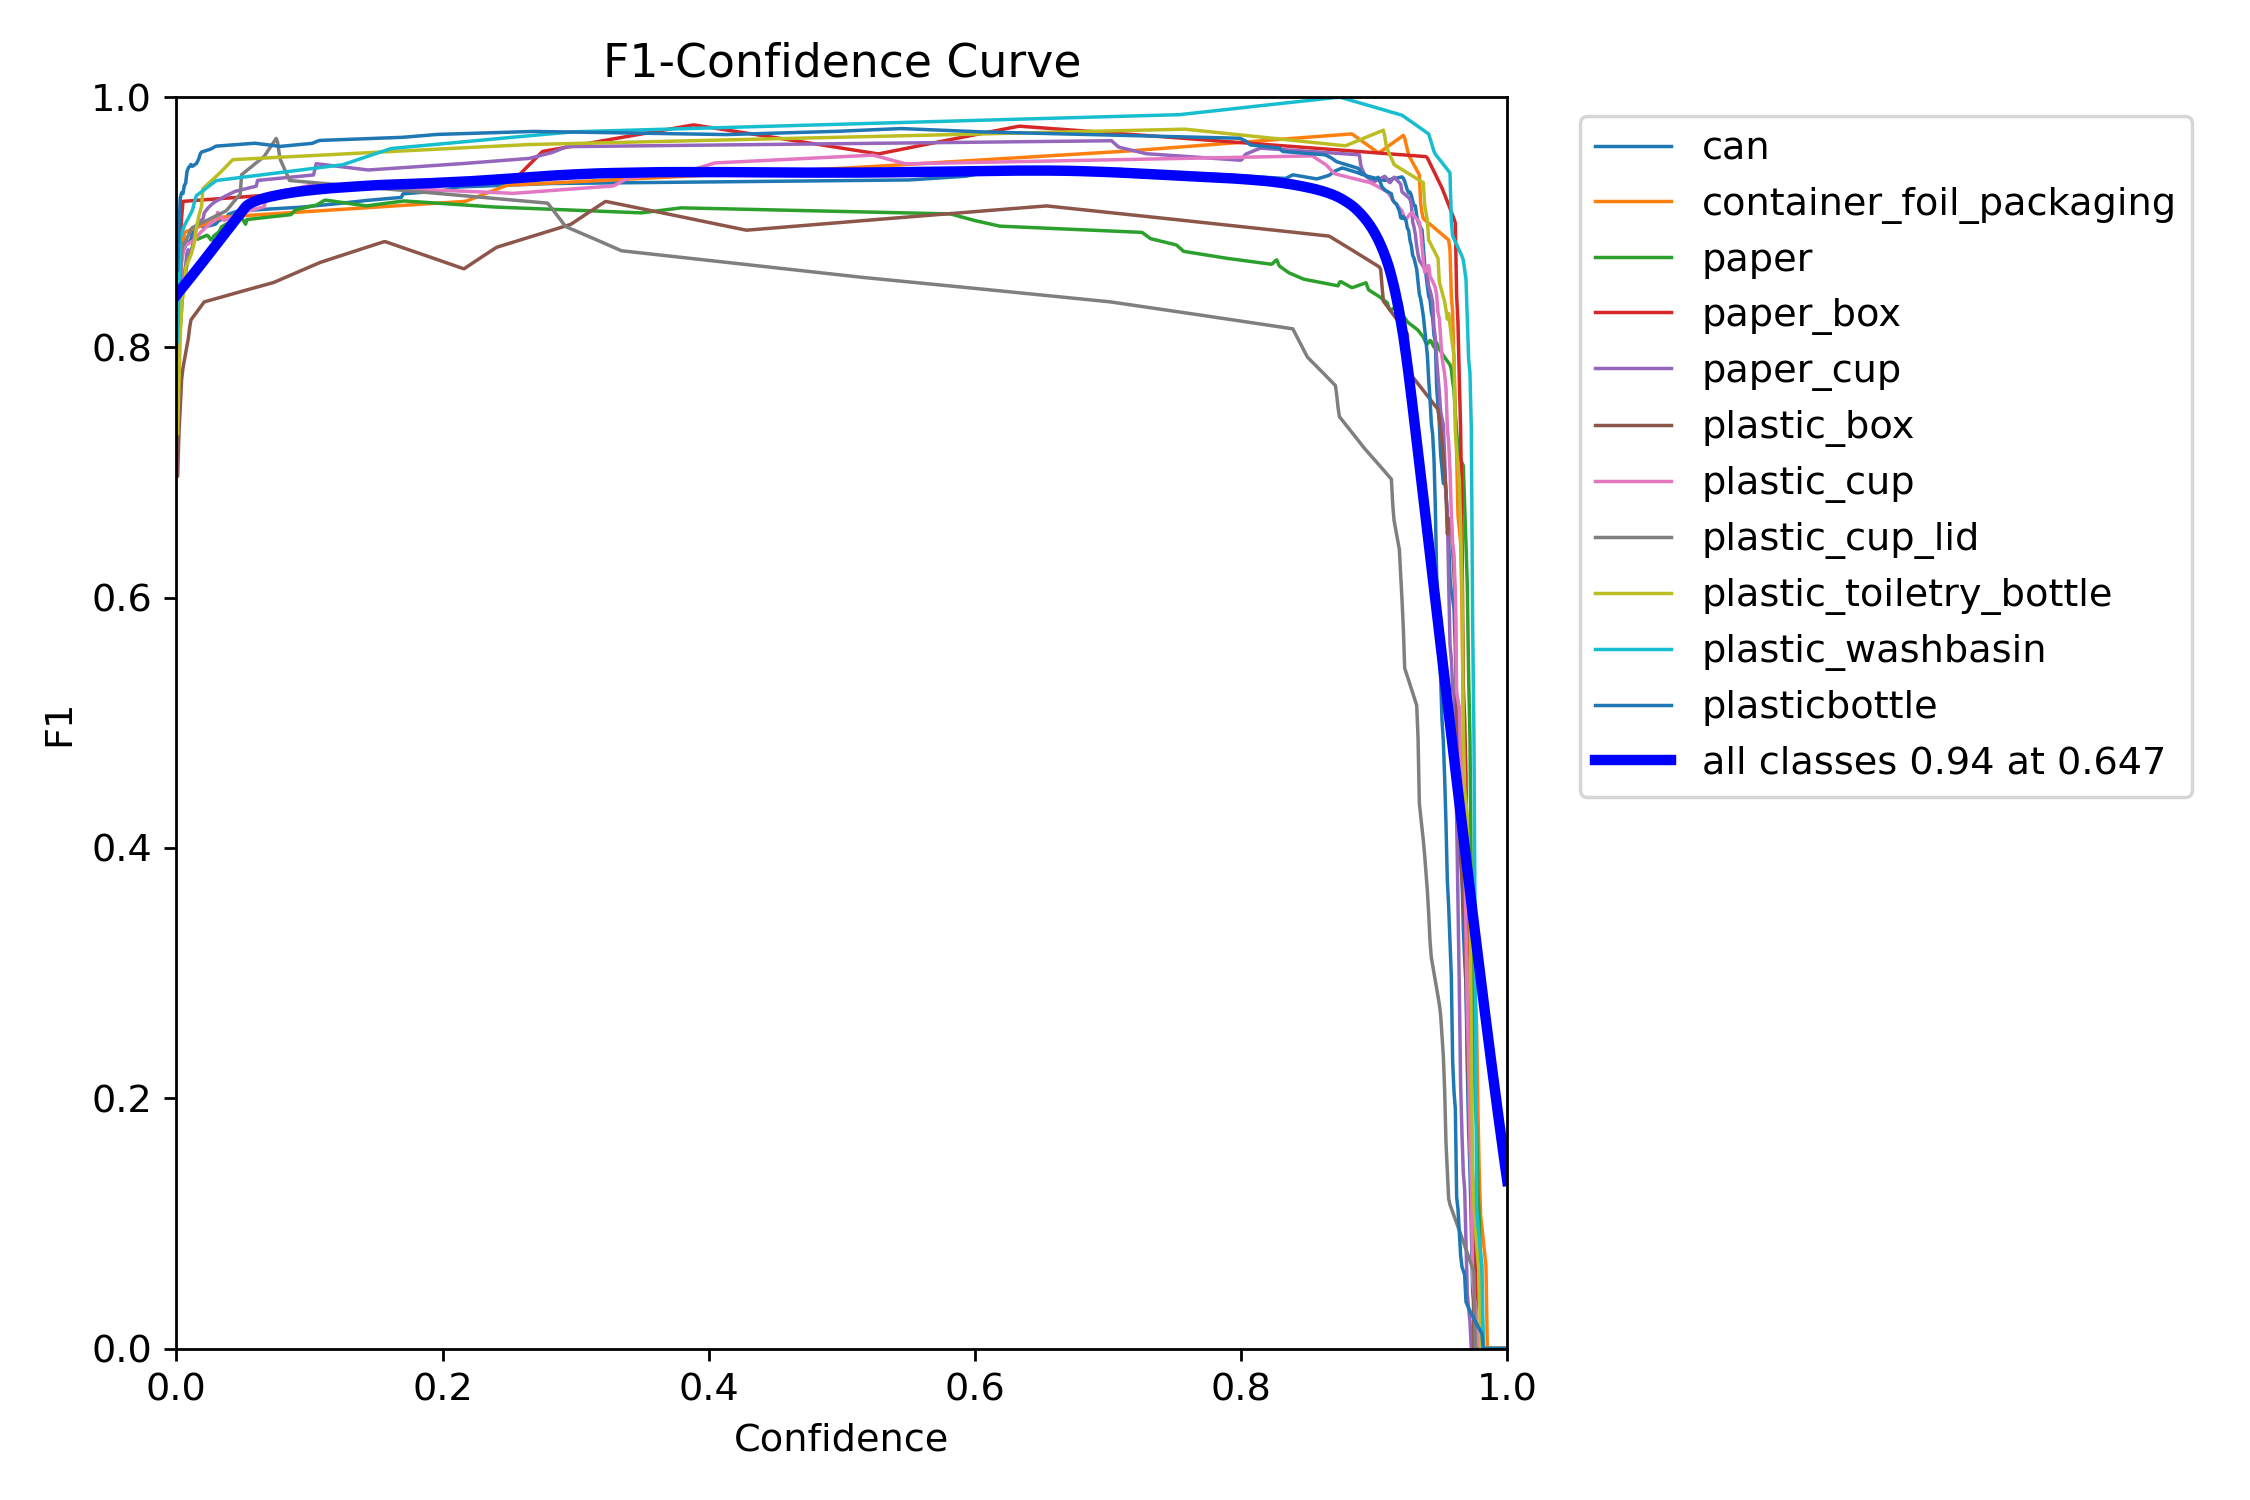 F1-Confidence Curve
1.0
0.8
0.6
0.4
0.2
0.0
F1
0.0 0.2 0.4 0.6 0.8 1.0
Confidence
can
container_foil_packaging
paper
paper_box
paper_cup
plastic_box
plastic_cup
plastic_cup_lid
plastic_toiletry_bottle
plastic_washbasin
plasticbottle
all classes 0.94 at 0.647